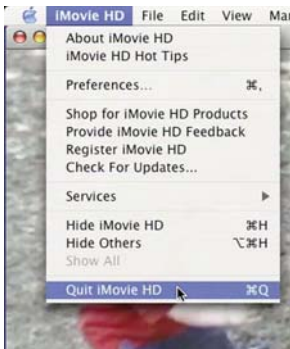 iMovie HD File Edit View
About iMovie HD
iMovie HD Hot Tips
Preferences... ⌘,
Shop for iMovie HD Products
Provide iMovie HD Feedback
Register iMovie HD
Check For Updates...
Services
Hide iMovie HD ⌘H
Hide Others ⌥⌘H
Show All
Quit iMovie HD ⌘Q